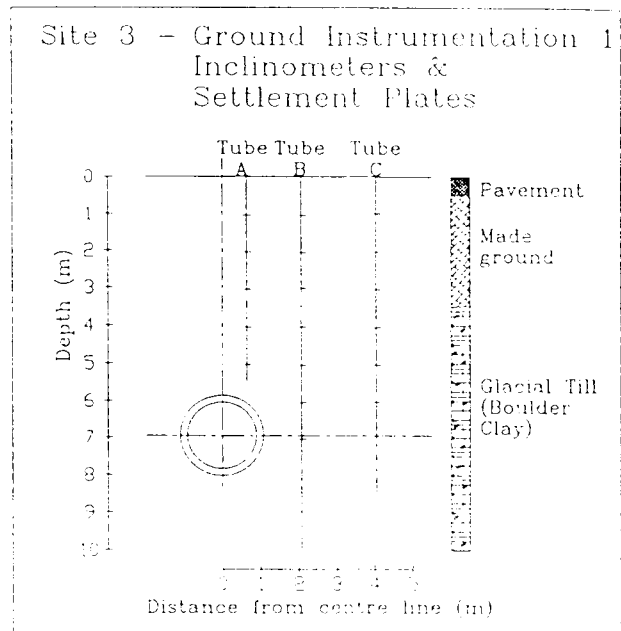 Site 3 - Ground Instrumentation 1
Inclinometers &
Settlement Plates
Tube Tube Tube
A B C
0
1
2
3
4
5
6
7
8
9
10
Depth (m)
Pavement
Made
ground
Glacial Till
(Boulder
Clay)
0 1 2 3 4 5
Distance from centre line (m)